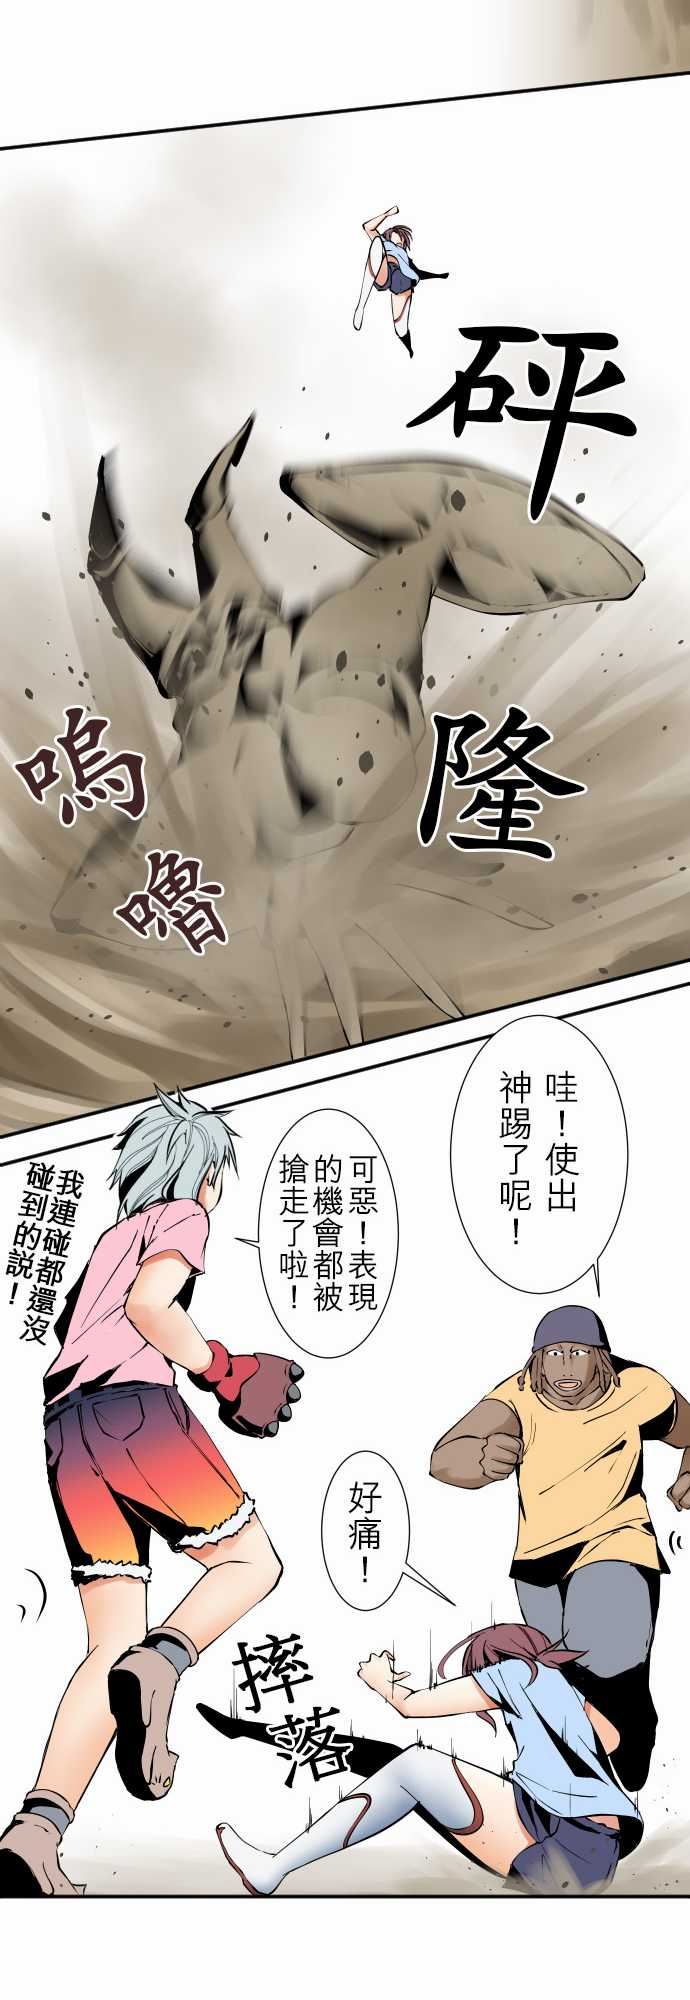 砰
隆
嗚
嚕
哇！使出
神踢了呢！
可惡！表現
的機會都被
搶走了啦！
我連碰都還沒
碰到的說！
好痛！
摔
落